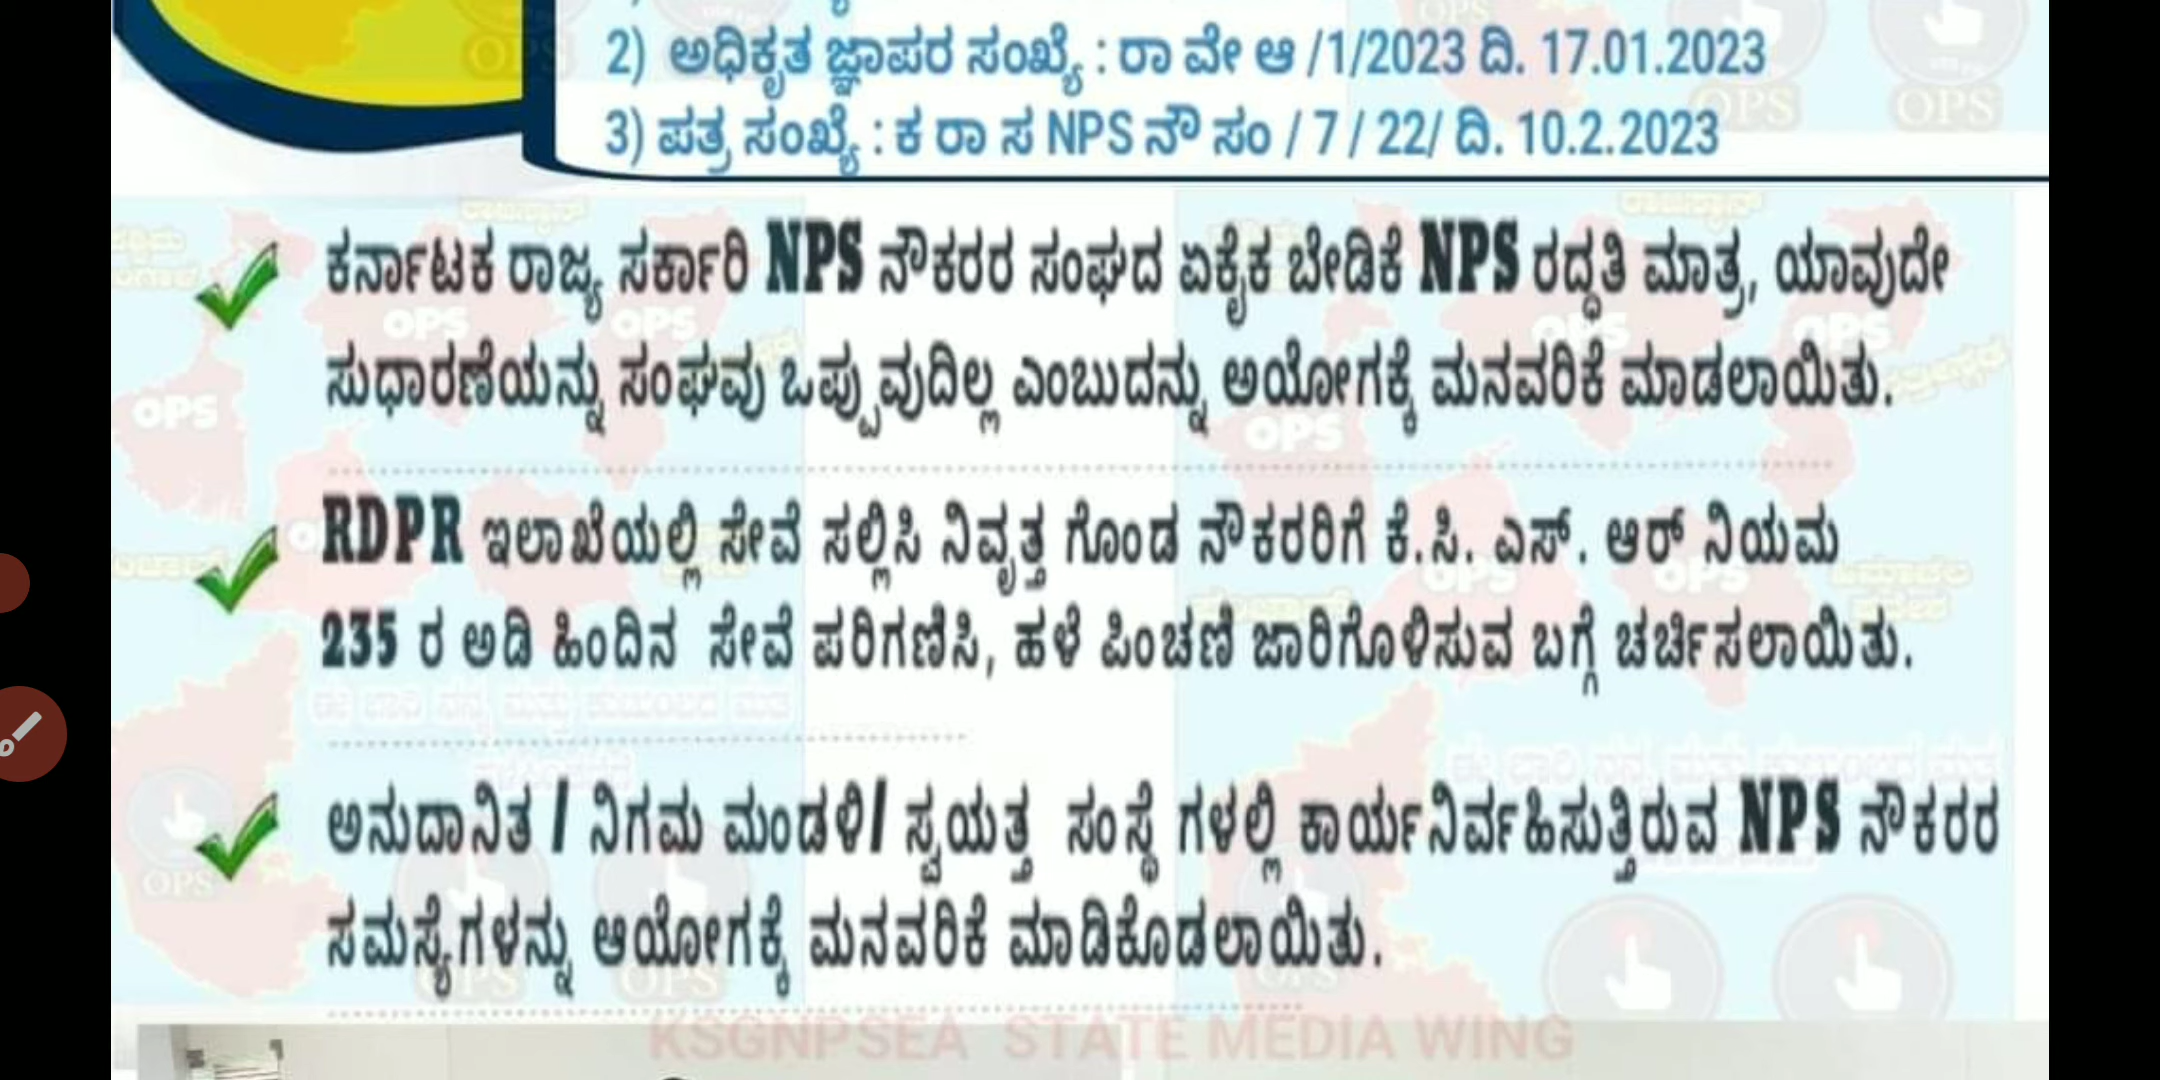 2) ಅಧಿಕೃತ ಜ್ಞಾಪರ ಸಂಖ್ಯೆ : ರಾ ವೇ ಆ /1/2023 ದಿ. 17.01.2023
3) ಪತ್ರ ಸಂಖ್ಯೆ : ಕ ರಾ ಸ NPS ನೌ ಸಂ / 7 / 22/ ದಿ. 10.2.2023
ಕರ್ನಾಟಕ ರಾಜ್ಯ ಸರ್ಕಾರಿ NPS ನೌಕರರ ಸಂಘದ ಏಕೈಕ ಬೇಡಿಕೆ NPS ರದ್ದತಿ ಮಾತ್ರ, ಯಾವುದೇ
ಸುಧಾರಣೆಯನ್ನು ಸಂಘವು ಒಪ್ಪುವುದಿಲ್ಲ ಎಂಬುದನ್ನು ಅಯೋಗಕ್ಕೆ ಮನವರಿಕೆ ಮಾಡಲಾಯಿತು.
RDPR ಇಲಾಖೆಯಲ್ಲಿ ಸೇವೆ ಸಲ್ಲಿಸಿ ನಿವೃತ್ತ ಗೊಂಡ ನೌಕರರಿಗೆ ಕೆ.ಸಿ. ಎಸ್. ಆರ್ ನಿಯಮ
235 ರ ಅಡಿ ಹಿಂದಿನ ಸೇವೆ ಪರಿಗಣಿಸಿ, ಹಳೆ ಪಿಂಚಣಿ ಜಾರಿಗೊಳಿಸುವ ಬಗ್ಗೆ ಚರ್ಚಿಸಲಾಯಿತು.
ಅನುದಾನಿತ / ನಿಗಮ ಮಂಡಳಿ/ ಸ್ವಯತ್ತ ಸಂಸ್ಥೆ ಗಳಲ್ಲಿ ಕಾರ್ಯನಿರ್ವಹಿಸುತ್ತಿರುವ NPS ನೌಕರರ
ಸಮಸ್ಯೆಗಳನ್ನು ಆಯೋಗಕ್ಕೆ ಮನವರಿಕೆ ಮಾಡಿಕೊಡಲಾಯಿತು.
KSGNPSEA STATE MEDIA WING